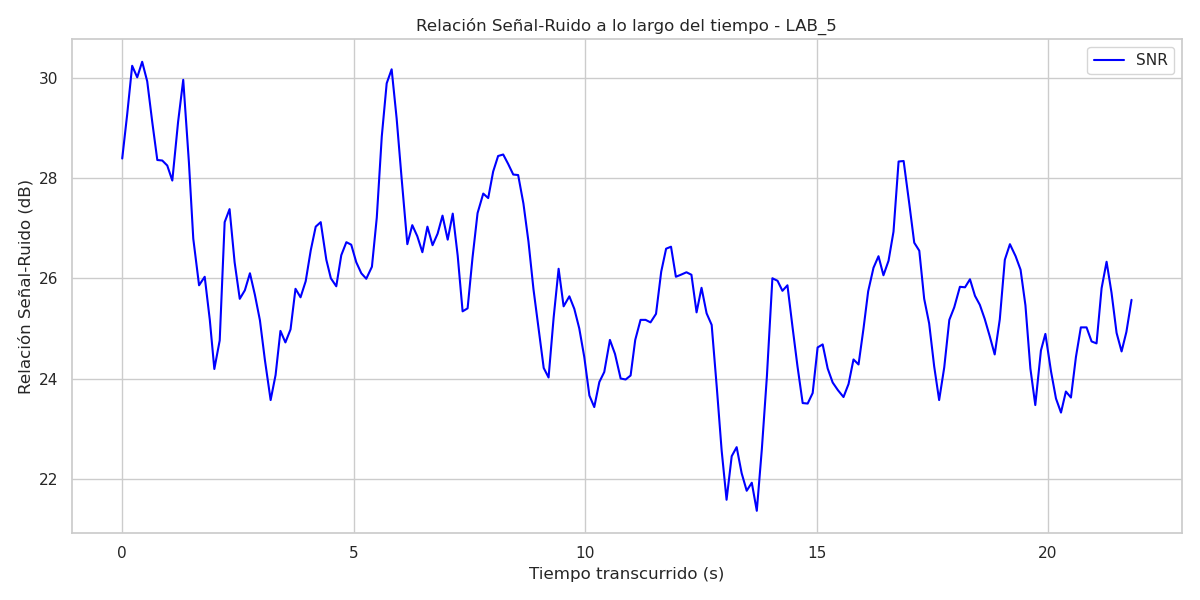 Relación Señal-Ruido a lo largo del tiempo - LAB_5
SNR
Relación Señal-Ruido (dB)
30
28
26
24
22
0 5 10 15 20
Tiempo transcurrido (s)